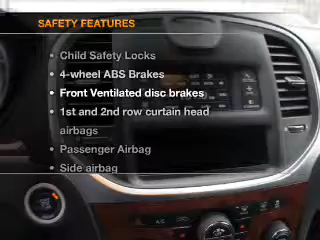 SAFETY FEATURES
• Child Safety Locks
• 4-wheel ABS Brakes
• Front Ventilated disc brakes
• 1st and 2nd row curtain head
airbags
• Passenger Airbag
• Side airbag
A/C